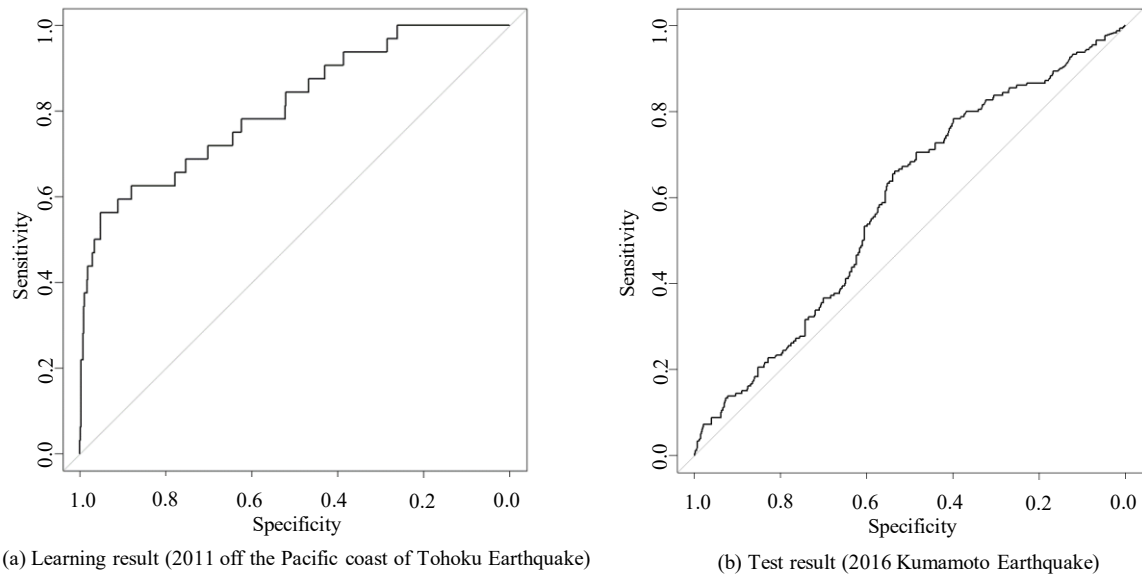 1.0
0.8
0.6
0.4
0.2
0.0
Sensitivity
1.0 0.8 0.6 0.4 0.2 0.0
Specificity
(a) Learning result (2011 off the Pacific coast of Tohoku Earthquake)
1.0
0.8
0.6
0.4
0.2
0.0
Sensitivity
1.0 0.8 0.6 0.4 0.2 0.0
Specificity
(b) Test result (2016 Kumamoto Earthquake)